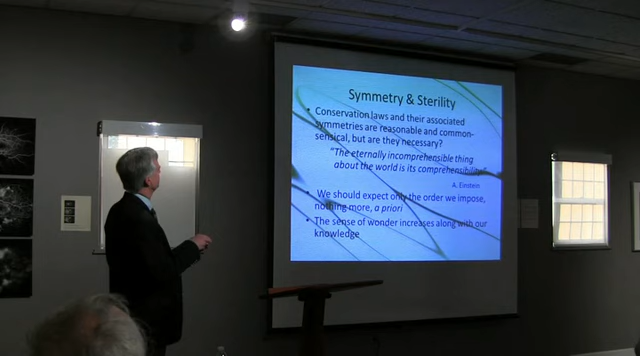 Symmetry & Sterility
• Conservation laws and their associated
symmetries are reasonable and common-
sensical, but are they necessary?
"The eternally incomprehensible thing
about the world is its comprehensibility"
A. Einstein
• We should expect only the order we impose,
nothing more, a priori
• The sense of wonder increases along with our
knowledge